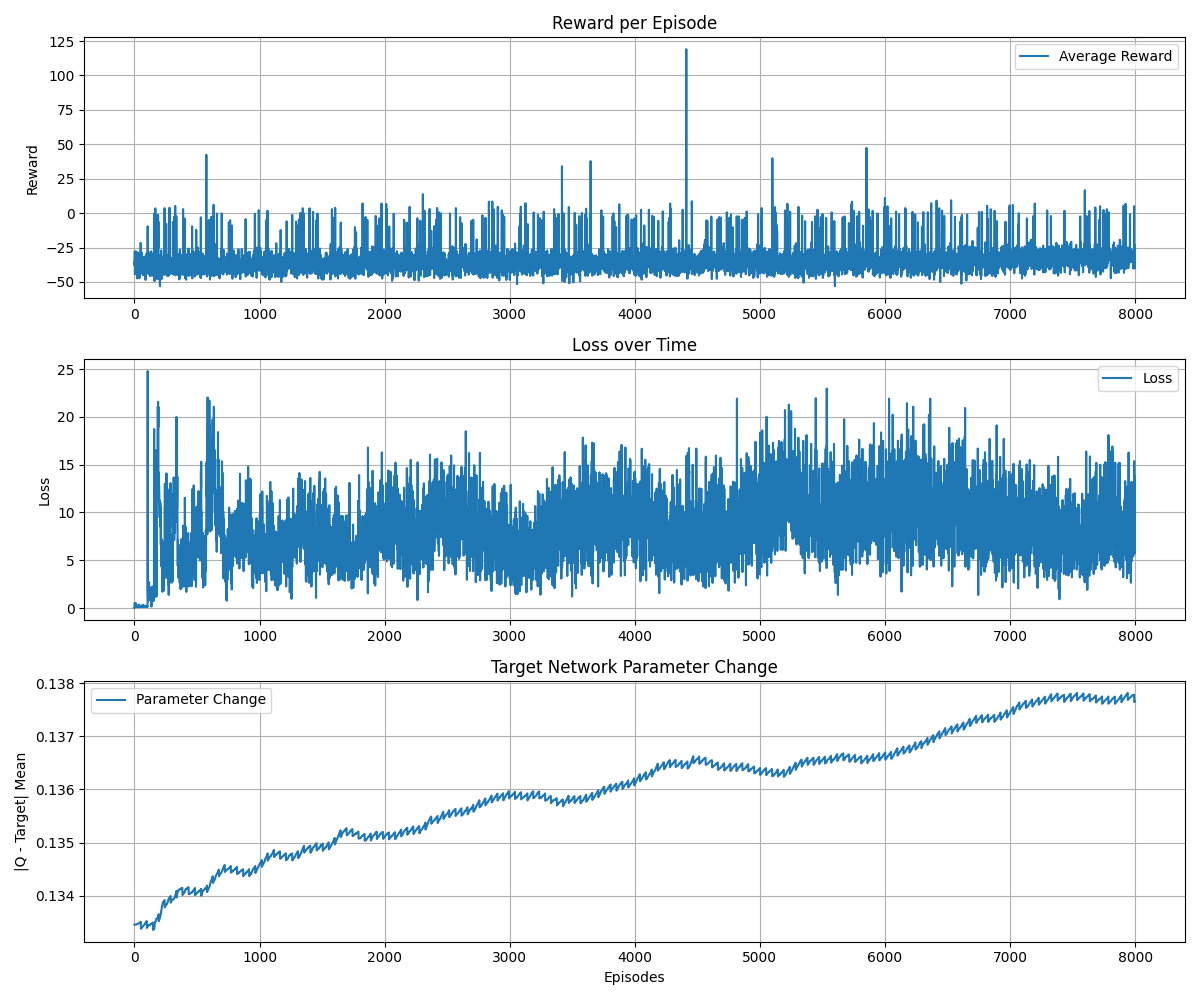 Reward per Episode
125
100
75
50
25
0
−25
−50
Reward
Average Reward
0 1000 2000 3000 4000 5000 6000 7000 8000
Loss over Time
25
20
15
10
5
0
Loss
Loss
0 1000 2000 3000 4000 5000 6000 7000 8000
Target Network Parameter Change
0.138
0.137
0.136
0.135
0.134
|Q - Target| Mean
Parameter Change
0 1000 2000 3000 4000 5000 6000 7000 8000
Episodes